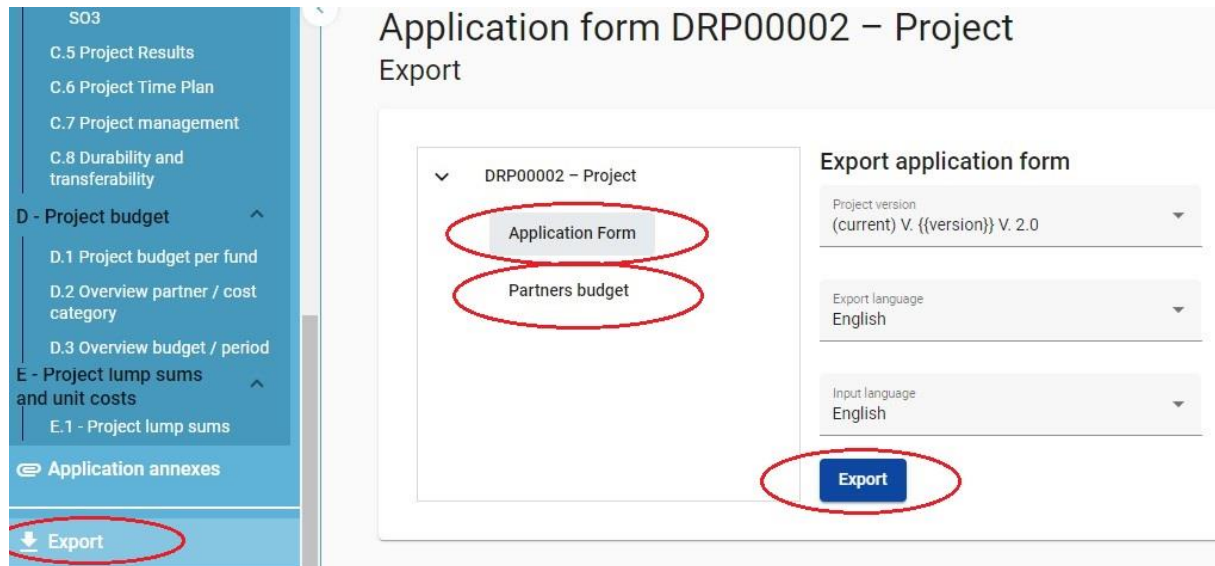 SO3
C.5 Project Results
C.6 Project Time Plan
C.7 Project management
C.8 Durability and
transferability
D - Project budget
D.1 Project budget per fund
D.2 Overview partner / cost
category
D.3 Overview budget / period
E - Project lump sums
and unit costs
E.1 - Project lump sums
Application annexes
Export
Application form DRP00002 – Project
Export
DRP00002 – Project
Application Form
Partners budget
Export application form
Project version
(current) V. {{version}} V. 2.0
Export language
English
Input language
English
Export